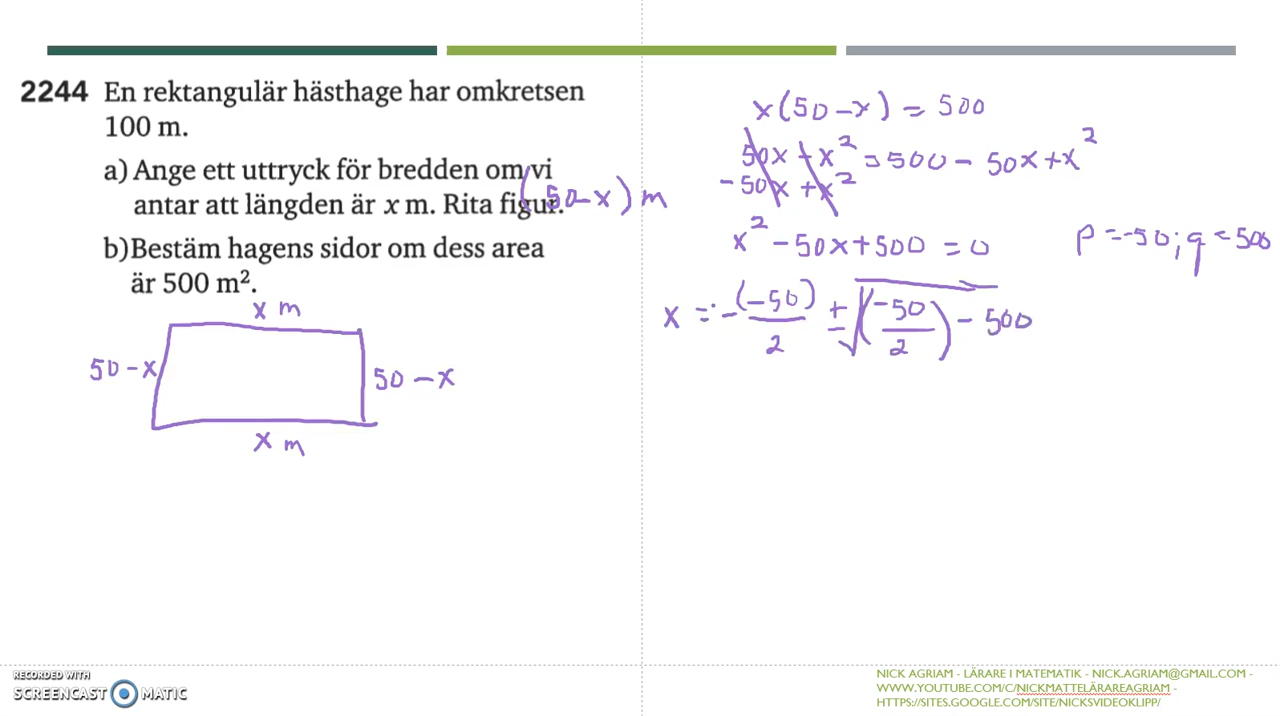 2244 En rektangulär hästhage har omkretsen
100 m.
a) Ange ett uttryck för bredden om vi
antar att längden är x m. Rita figur.
(50-x) m
b) Bestäm hagens sidor om dess area
är 500 m².
x m
50-x
50-x
x m
x(50-x) = 500
50x - x² = 500 - 50x + x²
-50x + x²
x² - 50x + 500 = 0
p = -50; q = 500
x = -(-50)/2 ± √(-50/2) - 500
RECORDED WITH
SCREENCAST MATIC
NICK AGRIAM - LÄRARE I MATEMATIK - NICK.AGRIAM@GMAIL.COM -
WWW.YOUTUBE.COM/C/NICKMATTELÄRAREAGRIAM -
HTTPS://SITES.GOOGLE.COM/SITE/NICKSVIDEOKLIPP/